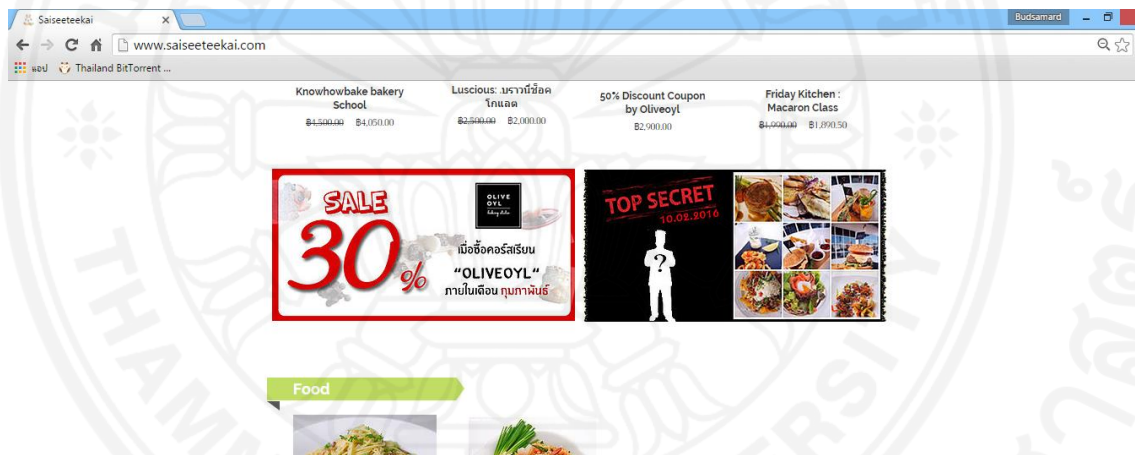 Saiseeteekai
Budsamard
www.saiseeteekai.com
แอป
Thailand BitTorrent ...
Knowhowbake bakery
School
฿4,500.00 ฿4,050.00
Luscious: .บราวนี่ช็อค
โกแลต
฿2,500.00 ฿2,000.00
50% Discount Coupon
by Oliveoyl
฿2,900.00
Friday Kitchen :
Macaron Class
฿1,990.00 ฿1,890.50
SALE
30%
OLIVE
OYL
เมื่อซื้อคอร์สเรียน
“OLIVEOYL“
ภายในเดือน กุมภาพันธ์
TOP SECRET
10.02.2016
?
Food